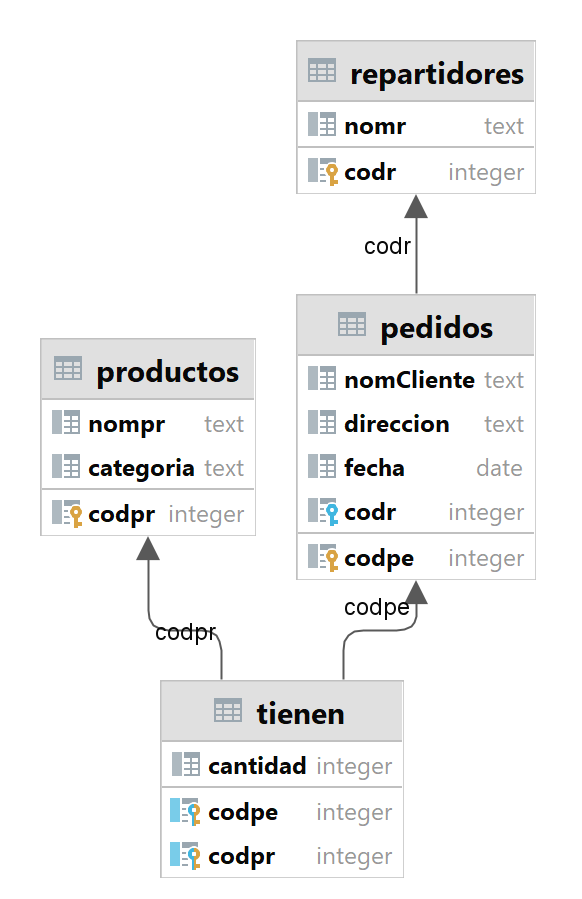 repartidores
nomr text
codr integer
codr
pedidos
nomCliente text
direccion text
fecha date
codr integer
codpe integer
productos
nompr text
categoria text
codpr integer
codpr
codpe
tienen
cantidad integer
codpe integer
codpr integer